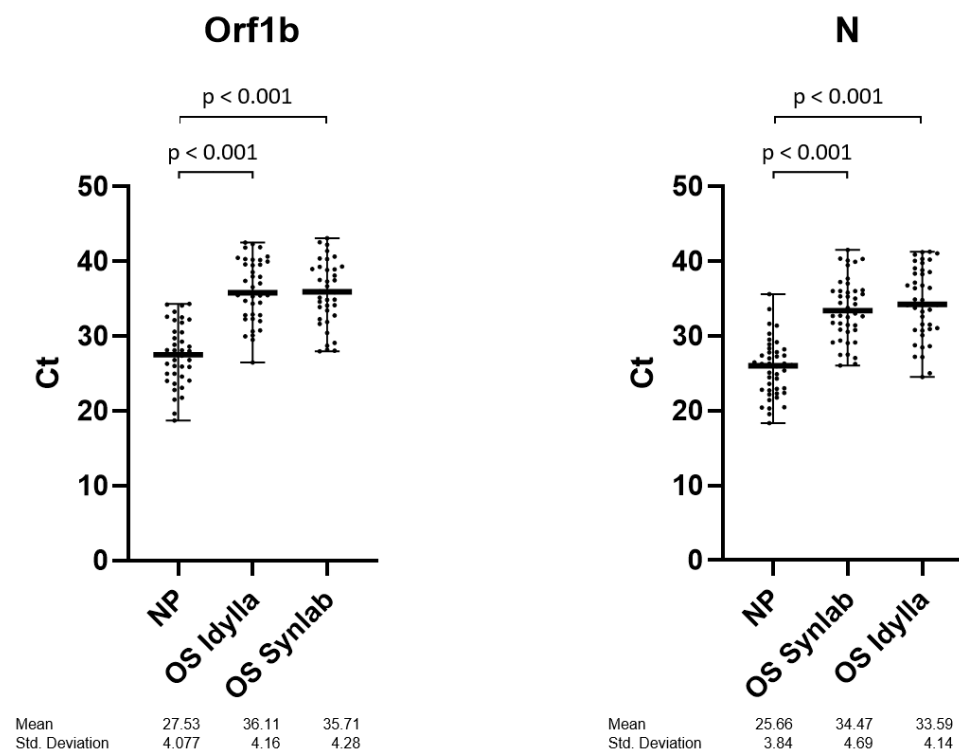 Orf1b
p < 0.001
p < 0.001
Ct
50
40
30
20
10
0
NP
OS Idylla
OS Synlab
Mean 27.53 36.11 35.71
Std. Deviation 4.077 4.16 4.28
N
p < 0.001
p < 0.001
Ct
50
40
30
20
10
0
NP
OS Synlab
OS Idylla
Mean 25.66 34.47 33.59
Std. Deviation 3.84 4.69 4.14